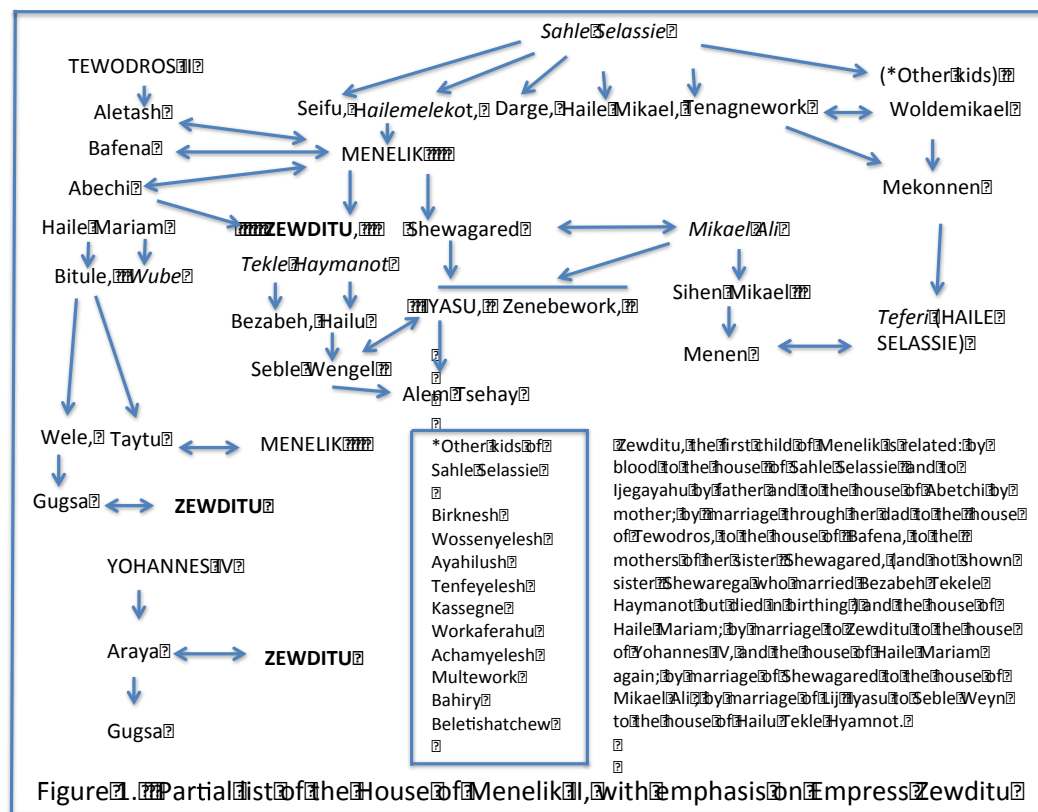 Sahle Selassie
TEWODROS II
(*Other kids)
Aletash
Seifu, Hailemelekot, Darge, Haile Mikael, Tenagnework
Woldemikael
Bafena
MENELIK
Abechi
Mekonnen
Haile Mariam
ZEWDITU,
Shewagared
Mikael Ali
Bitule, Wube
Tekle Haymanot
Sihen Mikael
Bezabeh, Hailu
IYASU, Zenebework,
Teferi (HAILE
SELASSIE)
Menen
Seble Wengel
Alem Tsehay
Wele, Taytu
MENELIK
Gugsa
ZEWDITU
YOHANNES IV
Araya
ZEWDITU
Gugsa
*Other kids of
Sahle Selassie
Birknesh
Wossenyelesh
Ayahilush
Tenfeyelesh
Kassegne
Workaferahu
Achamyelesh
Multework
Bahiry
Beletishatchew
Zewditu, the first child of Menelik is related: by
blood to the house of Sahle Selassie and to
Ijegayahu by father and to the house of Abetchi by
mother; by marriage through her dad to the house
of Tewodros, to the house of Bafena, to the
mothers of her sister Shewagared, (and not shown
sister Shewarega who married Bezabeh Tekele
Haymanot but died in birthing) and the house of
Haile Mariam; by marriage to Zewditu to the house
of Yohannes IV, and the house of Haile Mariam
again; by marriage of Shewagared to the house of
Mikael Ali; by marriage of Lij Iyasu to Seble Weyn
to the house of Hailu Tekle Hyamnot.
Figure 1. Partial list of the House of Menelik II, with emphasis on Empress Zewditu